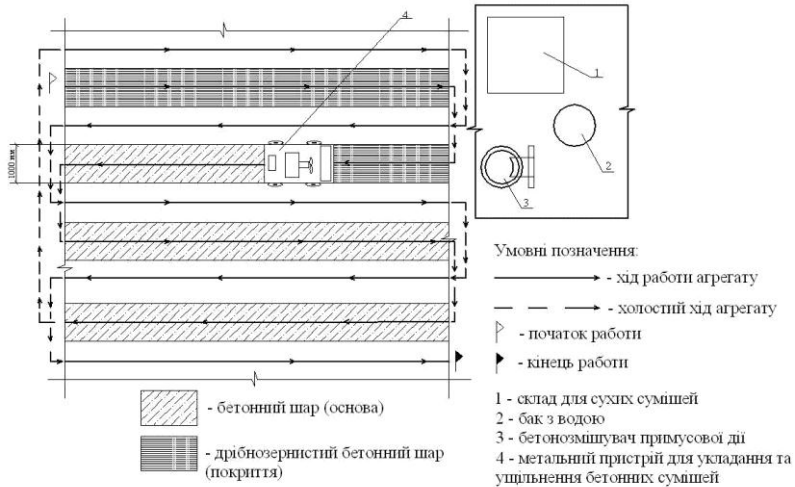 4
1
2
3
1000 мм
Умовні позначення:
- хід работи агрегату
- холостий хід агрегату
- початок работи
- кінець работи
1 - склад для сухих сумішей
2 - бак з водою
3 - бетонозмішувач примусової дії
4 - метальний пристрій для укладання та
ущільнення бетонних сумішей
- бетонний шар (основа)
- дрібнозернистий бетонний шар
(покриття)